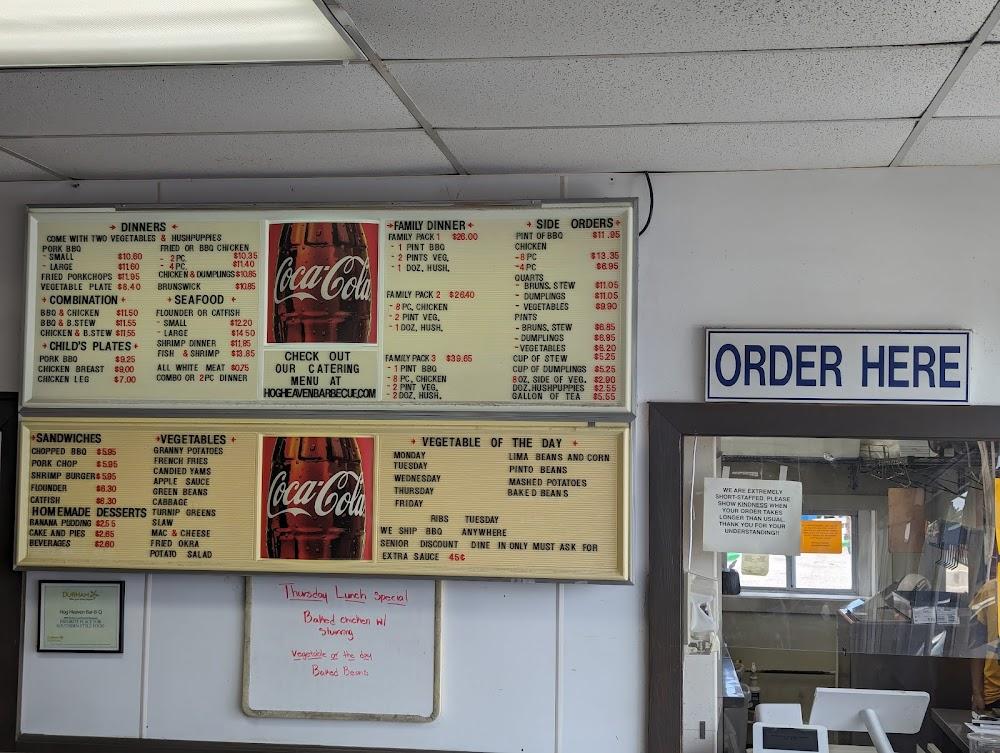 DINNERS
COME WITH TWO VEGETABLES & HUSHPUPPIES
PORK BBQ
- SMALL $10.60
- LARGE $11.60
FRIED PORKCHOPS $11.95
VEGETABLE PLATE $8.40
FRIED OR BBQ CHICKEN
- 2PC. $10.35
- 4PC. $11.40
CHICKEN & DUMPLINGS $10.85
BRUNSWICK $10.85
COMBINATION
BBQ & CHICKEN $11.50
BBQ & B.STEW $11.55
CHICKEN & B.STEW $11.55
CHILD'S PLATES
PORK BBQ $9.25
CHICKEN BREAST $9.00
CHICKEN LEG $7.00
SEAFOOD
FLOUNDER OR CATFISH
- SMALL $12.20
- LARGE $14.50
SHRIMP DINNER $11.95
FISH & SHRIMP $13.85
ALL WHITE MEAT $0.75
COMBO OR 2PC DINNER
Coca-Cola
CHECK OUT
OUR CATERING
MENU AT
HOGHEAVENBARBECUE.COM
FAMILY DINNER
FAMILY PACK 1 $26.00
- 1 PINT BBQ
- 2 PINTS VEG.
- 1 DOZ. HUSH.
FAMILY PACK 2 $26.40
- 8 PC. CHICKEN
- 2 PINT VEG.
- 1 DOZ. HUSH.
FAMILY PACK 3 $39.65
- 1 PINT BBQ
- 8 PC. CHICKEN
- 2 PINT VEG.
- 2 DOZ. HUSH.
SIDE ORDERS
PINT OF BBQ $11.95
CHICKEN
- 8 PC $13.35
- 4 PC $6.95
QUARTS
- BRUNS. STEW $11.05
- DUMPLINGS $11.05
- VEGETABLES $9.90
PINTS
- BRUNS. STEW $6.85
- DUMPLINGS $6.85
- VEGETABLES $6.20
CUP OF STEW $5.25
CUP OF DUMPLINGS $5.25
8 OZ. SIDE OF VEG. $2.90
DOZ. HUSHPUPPIES $2.55
GALLON OF TEA $5.55
SANDWICHES
CHOPPED BBQ $5.95
PORK CHOP $5.95
SHRIMP BURGER $5.95
FLOUNDER $6.30
CATFISH $6.30
HOMEMADE DESSERTS
BANANA PUDDING $2.55
CAKE AND PIES $2.65
BEVERAGES $2.60
VEGETABLES
GRANNY POTATOES
FRENCH FRIES
CANDIED YAMS
APPLE SAUCE
GREEN BEANS
CABBAGE
TURNIP GREENS
SLAW
MAC & CHEESE
FRIED OKRA
POTATO SALAD
Coca-Cola
VEGETABLE OF THE DAY
MONDAY LIMA BEANS AND CORN
TUESDAY PINTO BEANS
WEDNESDAY MASHED POTATOES
THURSDAY BAKED BEANS
FRIDAY
RIBS TUESDAY
WE SHIP BBQ ANYWHERE
SENIOR DISCOUNT DINE IN ONLY MUST ASK FOR
EXTRA SAUCE 45¢
DURHAM
Hog Heaven Bar-B-Q
Thursday Lunch Special
Baked chicken w/
Stuffing
Vegetable of the day
Baked Beans
ORDER HERE
WE ARE EXTREMELY
SHORT-STAFFED. PLEASE
SHOW KINDNESS WHEN
YOUR ORDER TAKES
LONGER THAN USUAL.
THANK YOU FOR YOUR
UNDERSTANDING!!